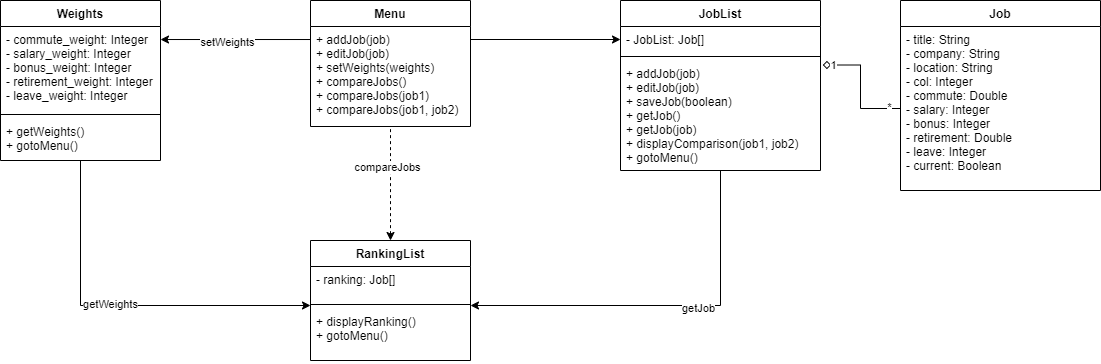 Weights
- commute_weight: Integer
- salary_weight: Integer
- bonus_weight: Integer
- retirement_weight: Integer
- leave_weight: Integer
+ getWeights()
+ gotoMenu()
setWeights
Menu
+ addJob(job)
+ editJob(job)
+ setWeights(weights)
+ compareJobs()
+ compareJobs(job1)
+ compareJobs(job1, job2)
JobList
- JobList: Job[]
+ addJob(job)
+ editJob(job)
+ saveJob(boolean)
+ getJob()
+ getJob(job)
+ displayComparison(job1, job2)
+ gotoMenu()
1
*
Job
- title: String
- company: String
- location: String
- col: Integer
- commute: Double
- salary: Integer
- bonus: Integer
- retirement: Double
- leave: Integer
- current: Boolean
compareJobs
RankingList
- ranking: Job[]
+ displayRanking()
+ gotoMenu()
getWeights
getJob